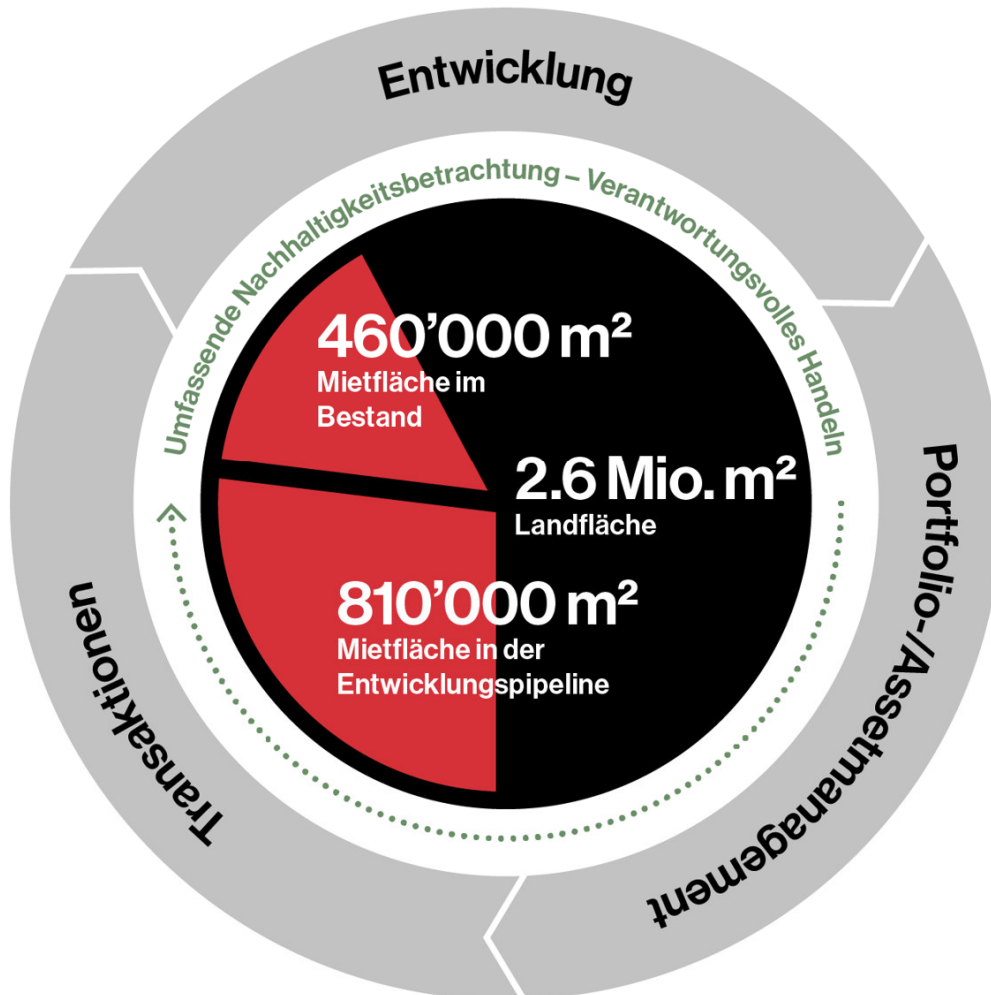 Entwicklung
Umfassende Nachhaltigkeitsbetrachtung – Verantwortungsvolles Handeln
460’000 m²
Mietfläche im
Bestand
2.6 Mio. m²
Landfläche
810’000 m²
Mietfläche in der
Entwicklungspipeline
Portfolio-/Assetmanagement
Transaktionen